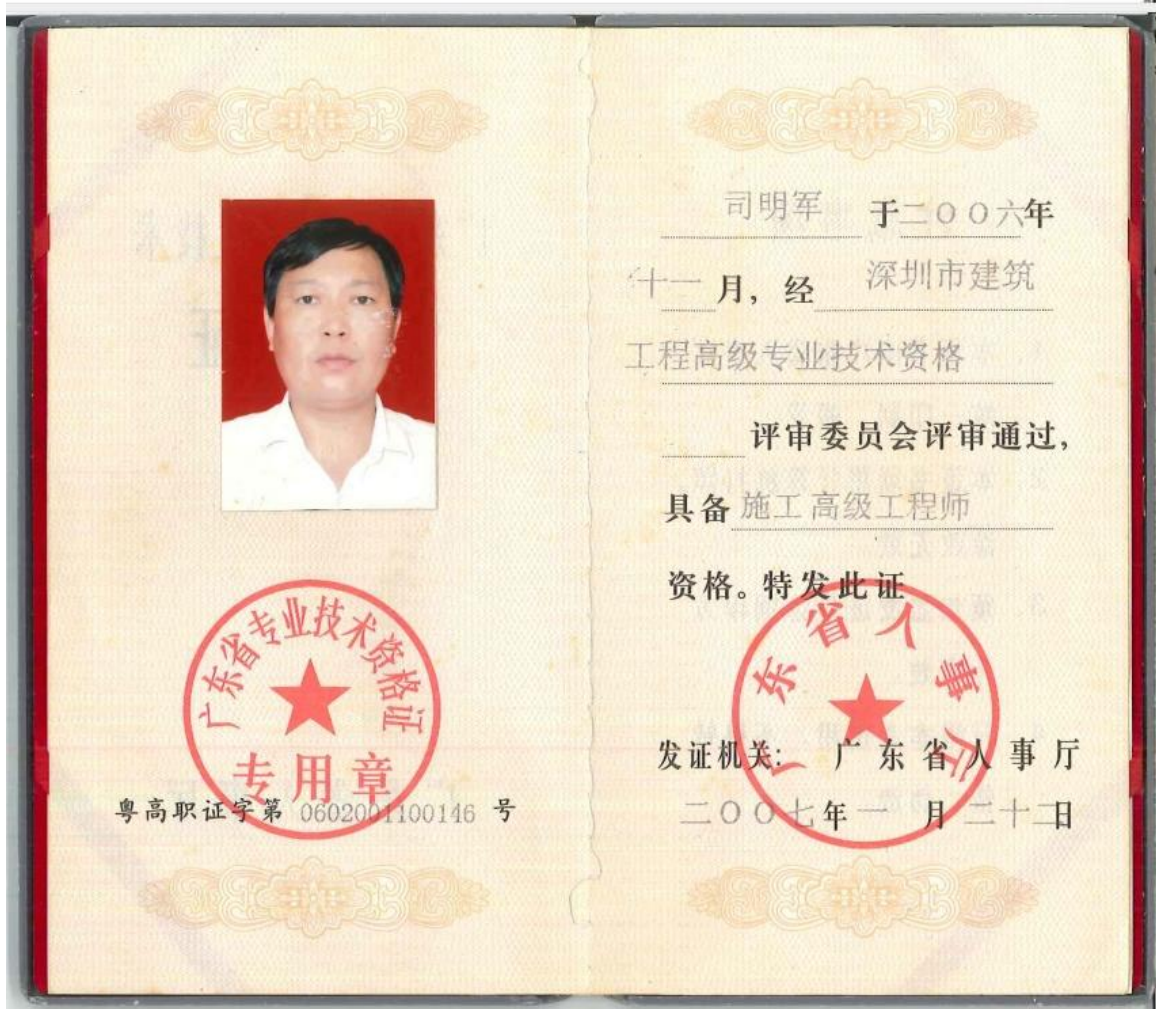 广东省专业技术资格证
专用章
粤高职证字第 0602001100146 号
司明军 于二〇〇六年
十一月，经 深圳市建筑
工程高级专业技术资格
评审委员会评审通过，
具备 施工高级工程师
资格。特发此证
广东省人事厅
发证机关： 广东省人事厅
二〇〇七年一月二十二日